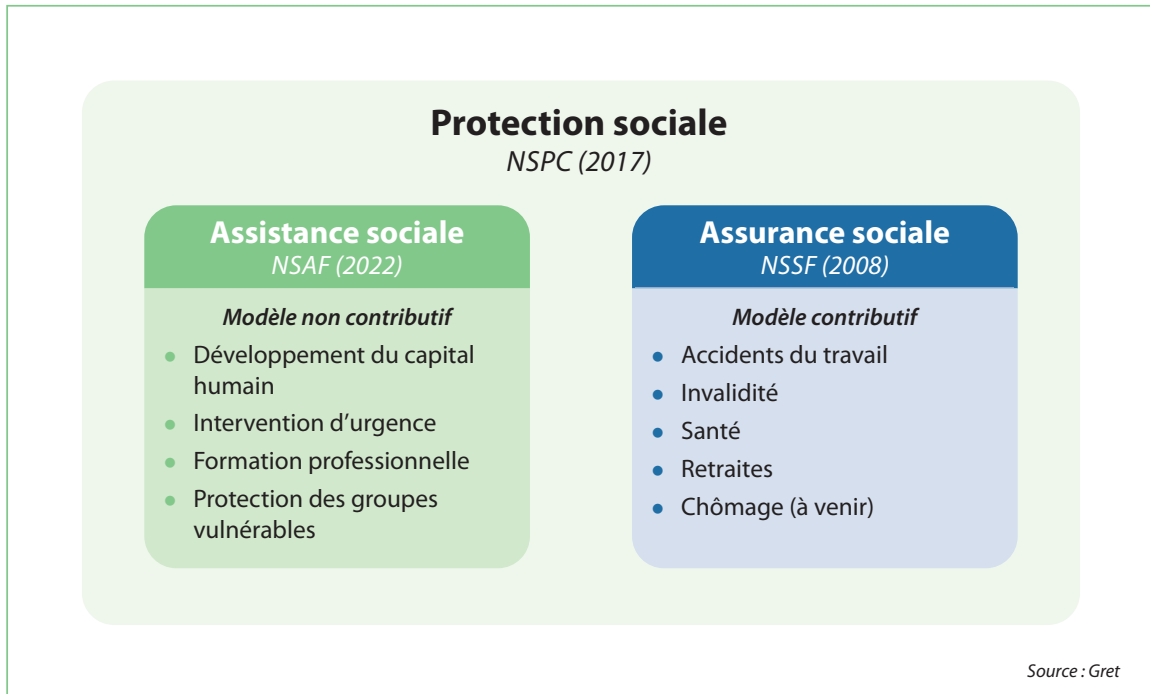 Protection sociale
NSPC (2017)
Assistance sociale
NSAF (2022)
Modèle non contributif
• Développement du capital
humain
• Intervention d'urgence
• Formation professionnelle
• Protection des groupes
vulnérables
Assurance sociale
NSSF (2008)
Modèle contributif
• Accidents du travail
• Invalidité
• Santé
• Retraites
• Chômage (à venir)
Source : Gret